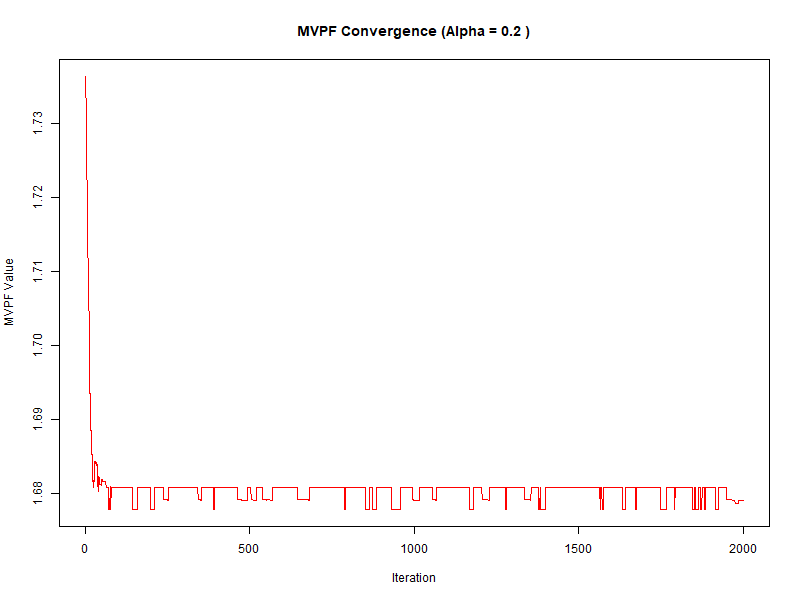 MVPF Convergence (Alpha = 0.2 )
MVPF Value
1.73
1.72
1.71
1.70
1.69
1.68
0 500 1000 1500 2000
Iteration